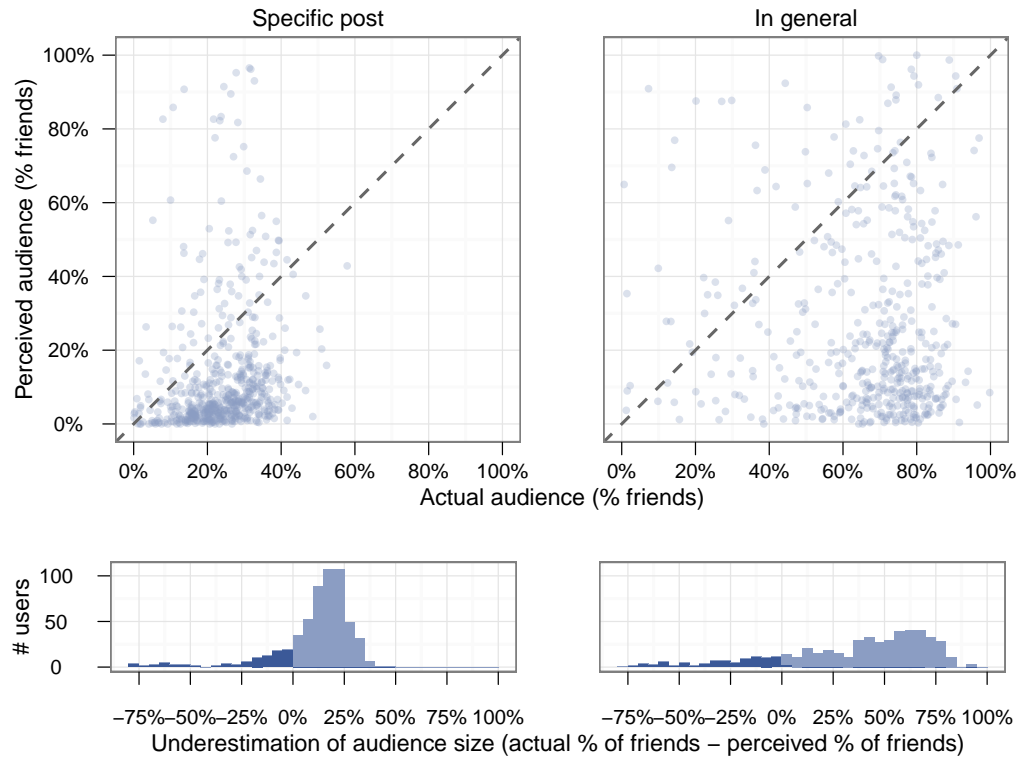 Specific post
In general
Perceived audience (% friends)
100%
80%
60%
40%
20%
0%
0% 20% 40% 60% 80% 100%
0% 20% 40% 60% 80% 100%
Actual audience (% friends)
# users
100
50
0
−75% −50% −25% 0% 25% 50% 75% 100%
−75% −50% −25% 0% 25% 50% 75% 100%
Underestimation of audience size (actual % of friends − perceived % of friends)